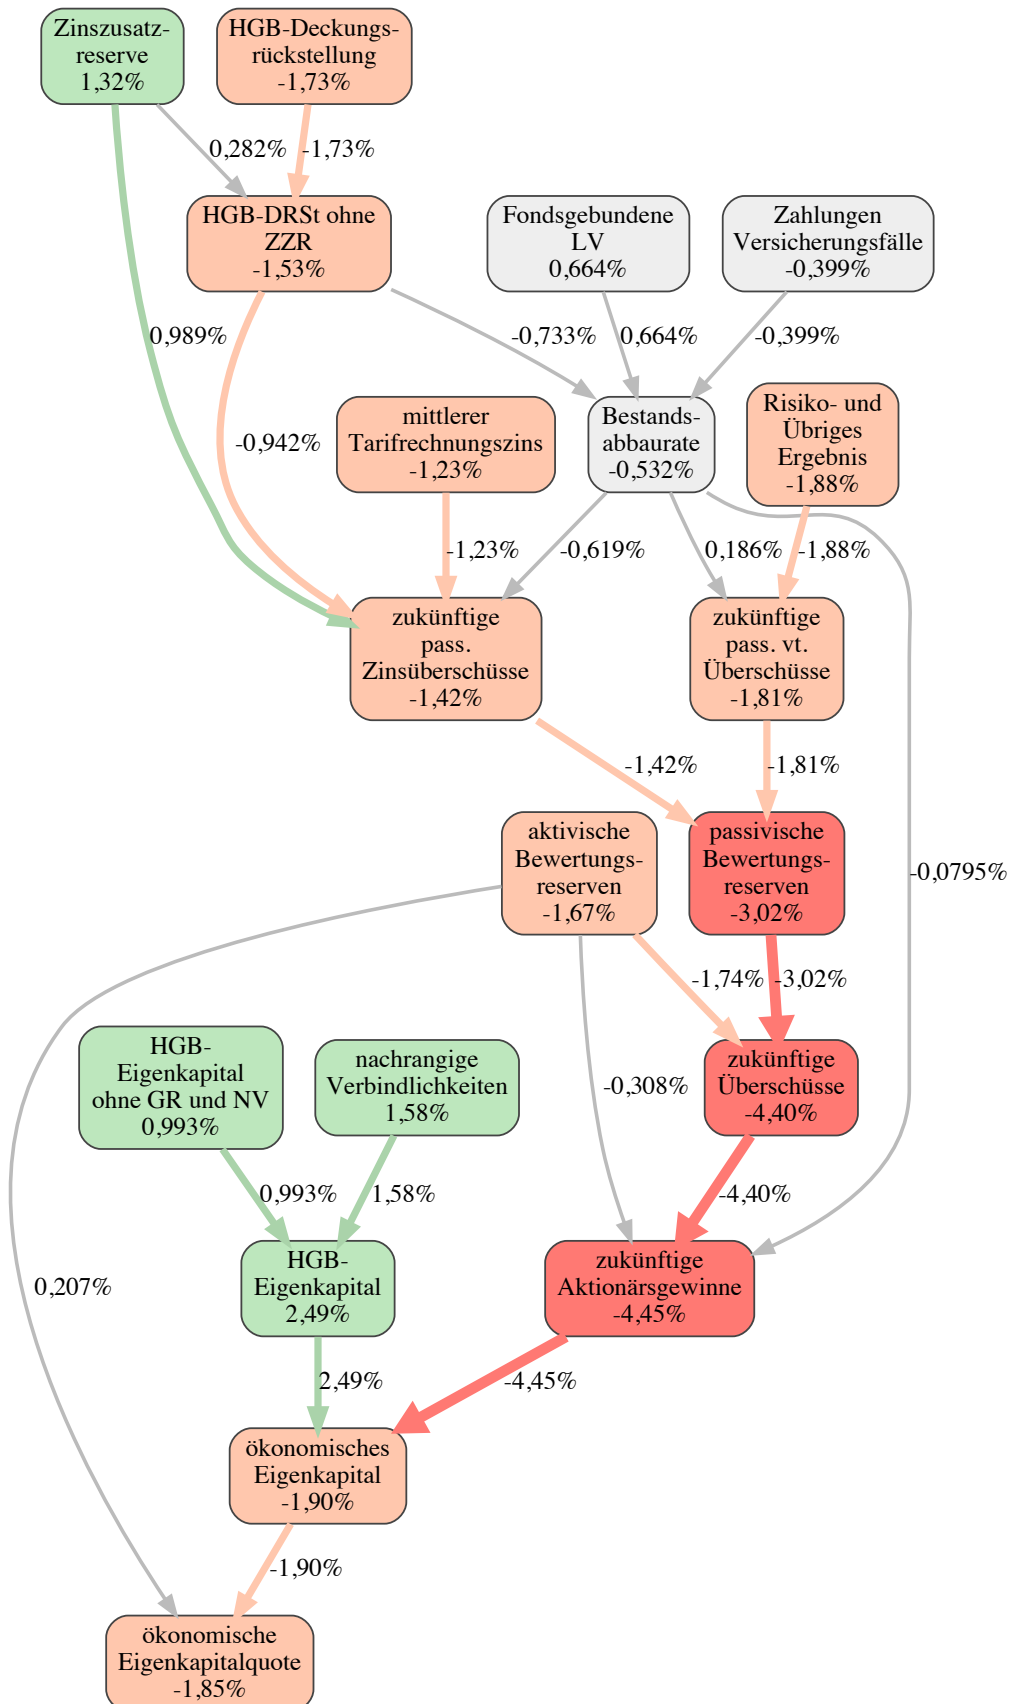 Zinszusatz-
reserve
1,32%
HGB-Deckungs-
rückstellung
-1,73%
0,282%
-1,73%
HGB-DRSt ohne
ZZR
-1,53%
Fondsgebundene
LV
0,664%
Zahlungen
Versicherungsfälle
-0,399%
0,989%
-0,733%
0,664%
-0,399%
-0,942%
mittlerer
Tarifrechnungszins
-1,23%
Bestands-
abbaurate
-0,532%
Risiko- und
Übriges
Ergebnis
-1,88%
-1,23%
-0,619%
0,186%
-1,88%
zukünftige
pass.
Zinsüberschüsse
-1,42%
zukünftige
pass. vt.
Überschüsse
-1,81%
-1,42%
-1,81%
aktivische
Bewertungs-
reserven
-1,67%
passivische
Bewertungs-
reserven
-3,02%
-0,0795%
-1,74%
-3,02%
HGB-
Eigenkapital
ohne GR und NV
0,993%
nachrangige
Verbindlichkeiten
1,58%
-0,308%
zukünftige
Überschüsse
-4,40%
0,993%
1,58%
-4,40%
0,207%
HGB-
Eigenkapital
2,49%
zukünftige
Aktionärsgewinne
-4,45%
2,49%
-4,45%
ökonomisches
Eigenkapital
-1,90%
-1,90%
ökonomische
Eigenkapitalquote
-1,85%